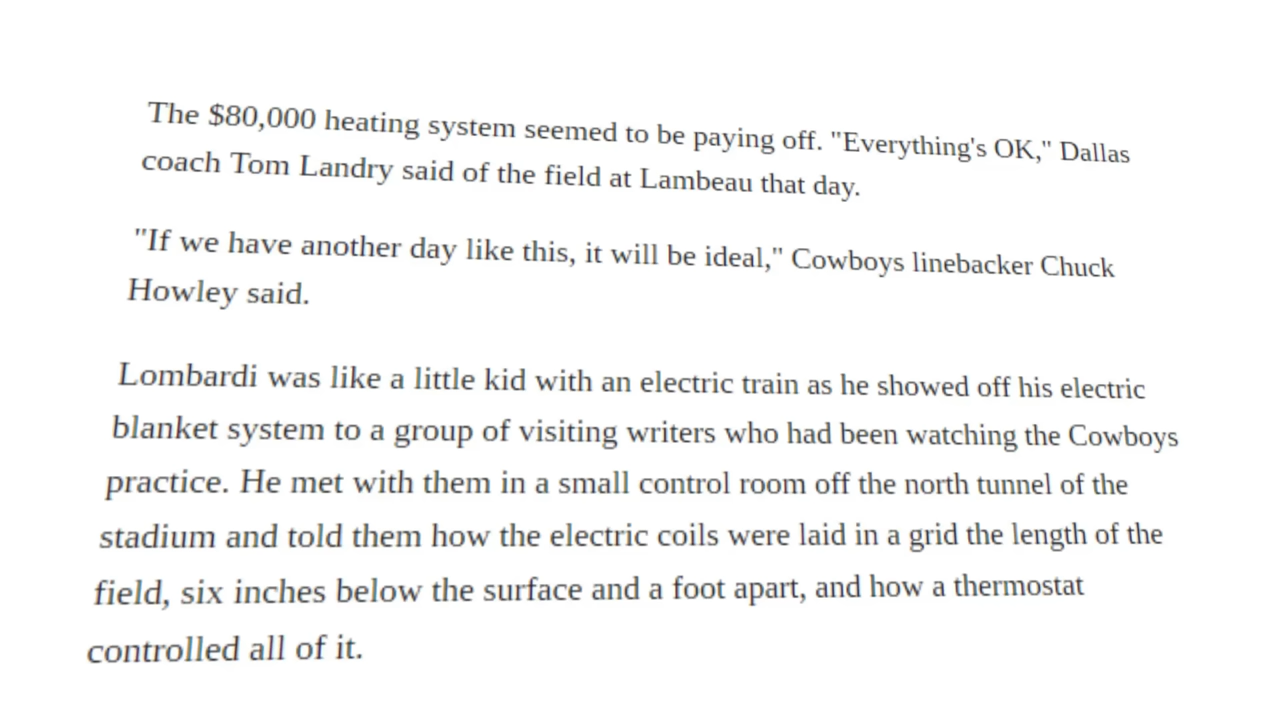 The $80,000 heating system seemed to be paying off. "Everything's OK," Dallas
coach Tom Landry said of the field at Lambeau that day.
"If we have another day like this, it will be ideal," Cowboys linebacker Chuck
Howley said.
Lombardi was like a little kid with an electric train as he showed off his electric
blanket system to a group of visiting writers who had been watching the Cowboys
practice. He met with them in a small control room off the north tunnel of the
stadium and told them how the electric coils were laid in a grid the length of the
field, six inches below the surface and a foot apart, and how a thermostat
controlled all of it.